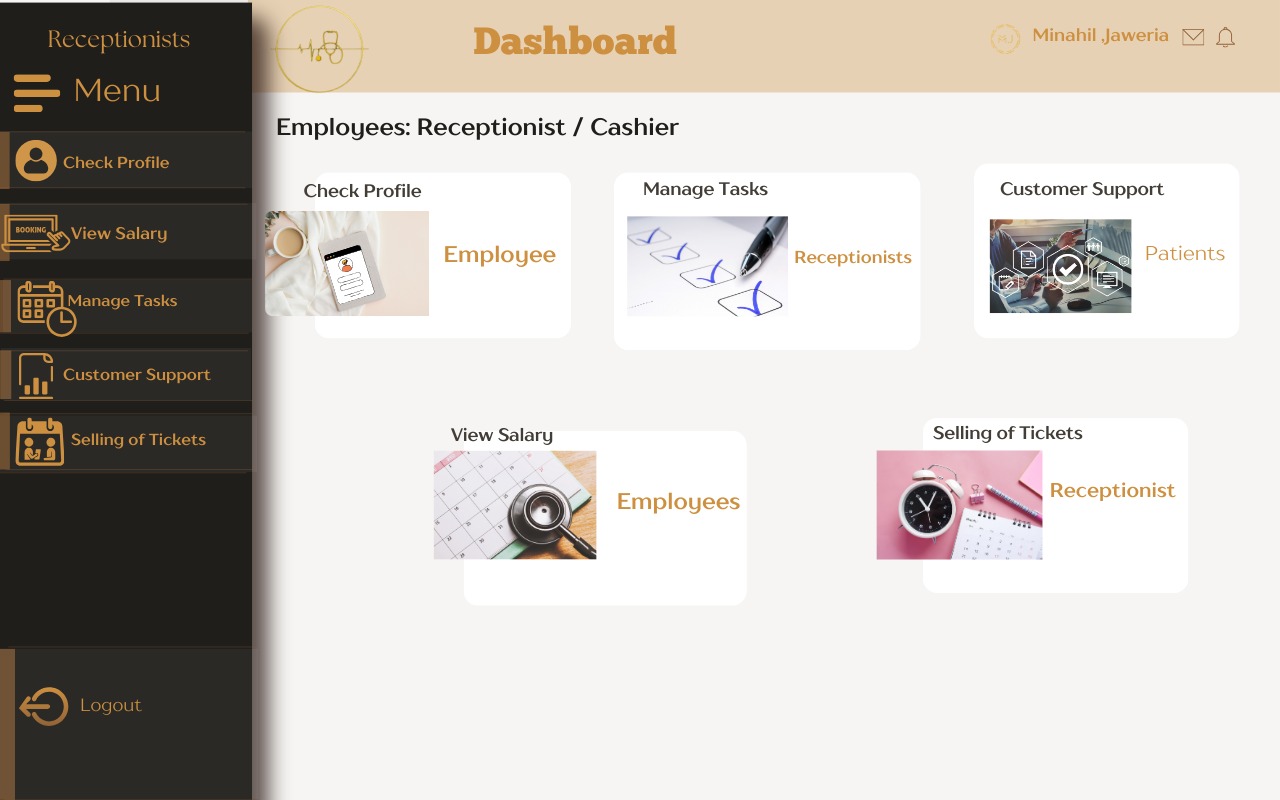 Receptionists
Menu
Check Profile
BOOKING
View Salary
Manage Tasks
Customer Support
Selling of Tickets
Logout
Dashboard
Minahil Jaweria
Employees: Receptionist / Cashier
Check Profile
Employee
Manage Tasks
Receptionists
Customer Support
Patients
View Salary
Employees
Selling of Tickets
Receptionist